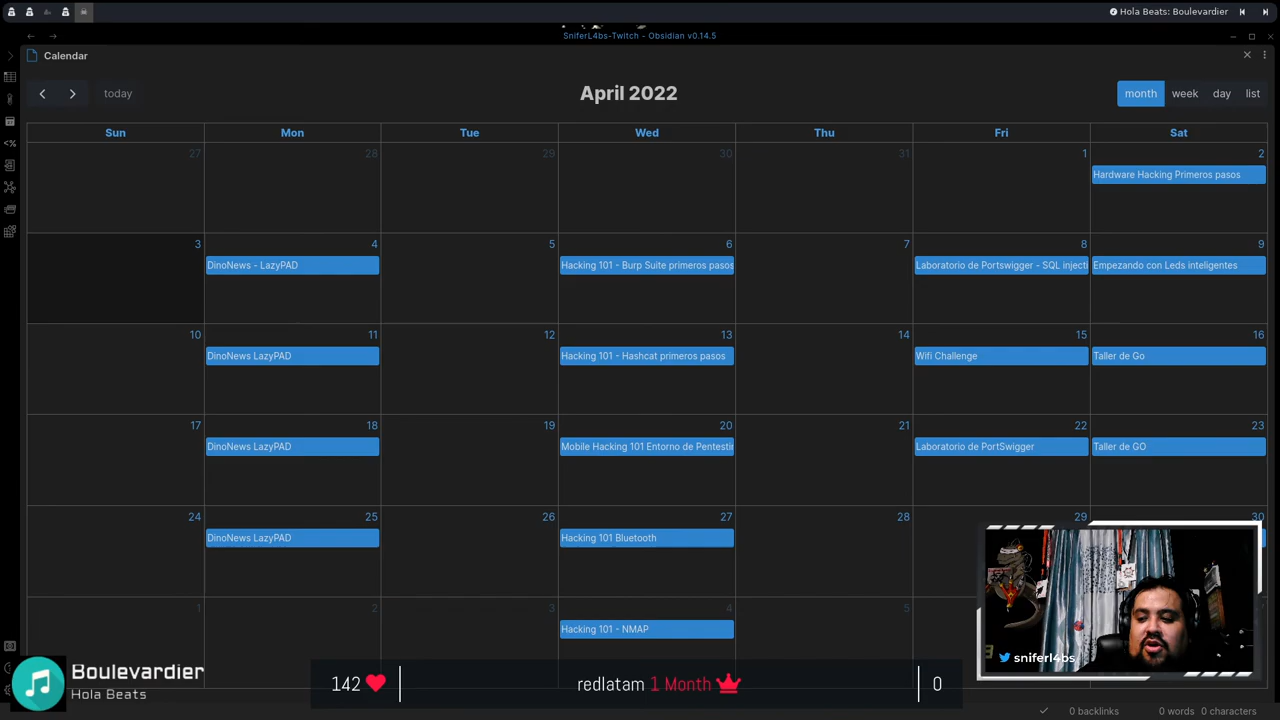 Hola Beats: Boulevardier
SniferL4bs-Twitch - Obsidian v0.14.5
Calendar
today
April 2022
month week day list
Sun Mon Tue Wed Thu Fri Sat
27 28 29 30 31 1 2
Hardware Hacking Primeros pasos
3 4 5 6 7 8 9
DinoNews - LazyPAD
Hacking 101 - Burp Suite primeros pasos
Laboratorio de Portswigger - SQL injecti
Empezando con Leds inteligentes
10 11 12 13 14 15 16
DinoNews LazyPAD
Hacking 101 - Hashcat primeros pasos
Wifi Challenge
Taller de Go
17 18 19 20 21 22 23
DinoNews LazyPAD
Mobile Hacking 101 Entorno de Pentestin
Laboratorio de PortSwigger
Taller de GO
24 25 26 27 28 29 30
DinoNews LazyPAD
Hacking 101 Bluetooth
1 2 3 4 5
Hacking 101 - NMAP
sniferl4bs
Boulevardier
Hola Beats
142
redlatam 1 Month
0
0 backlinks 0 words 0 characters